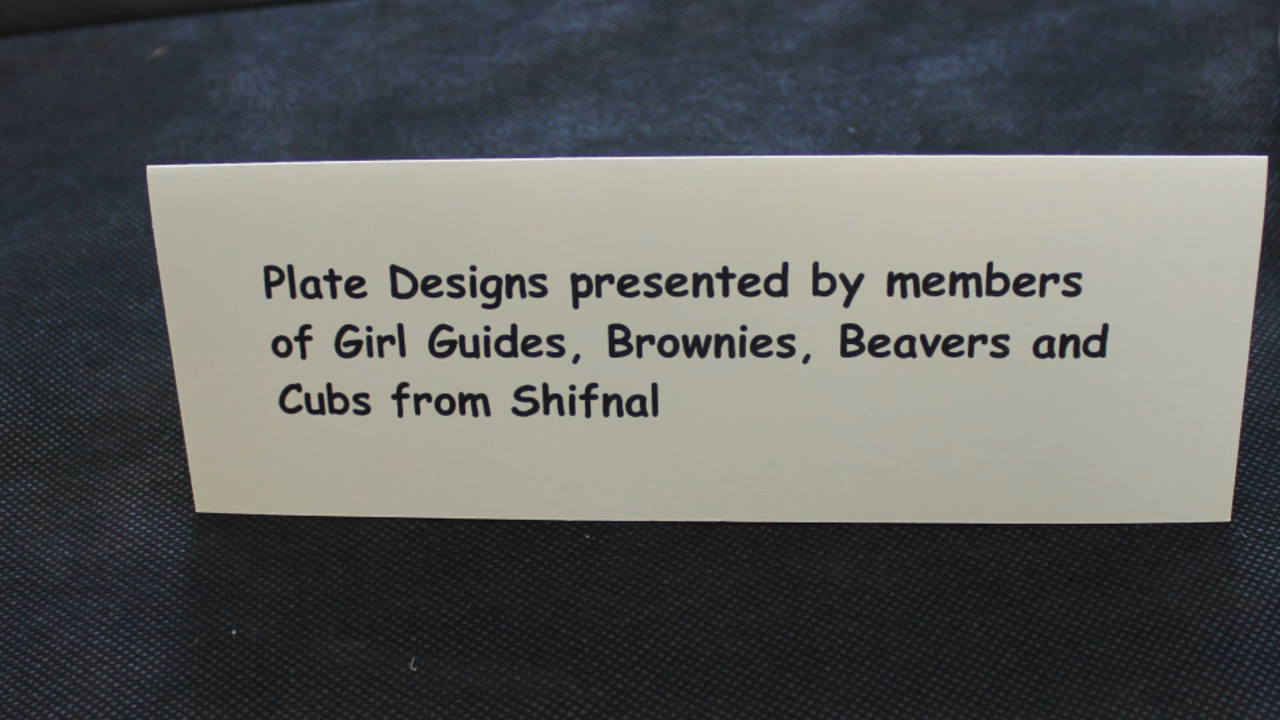 Plate Designs presented by members
of Girl Guides, Brownies, Beavers and
Cubs from Shifnal